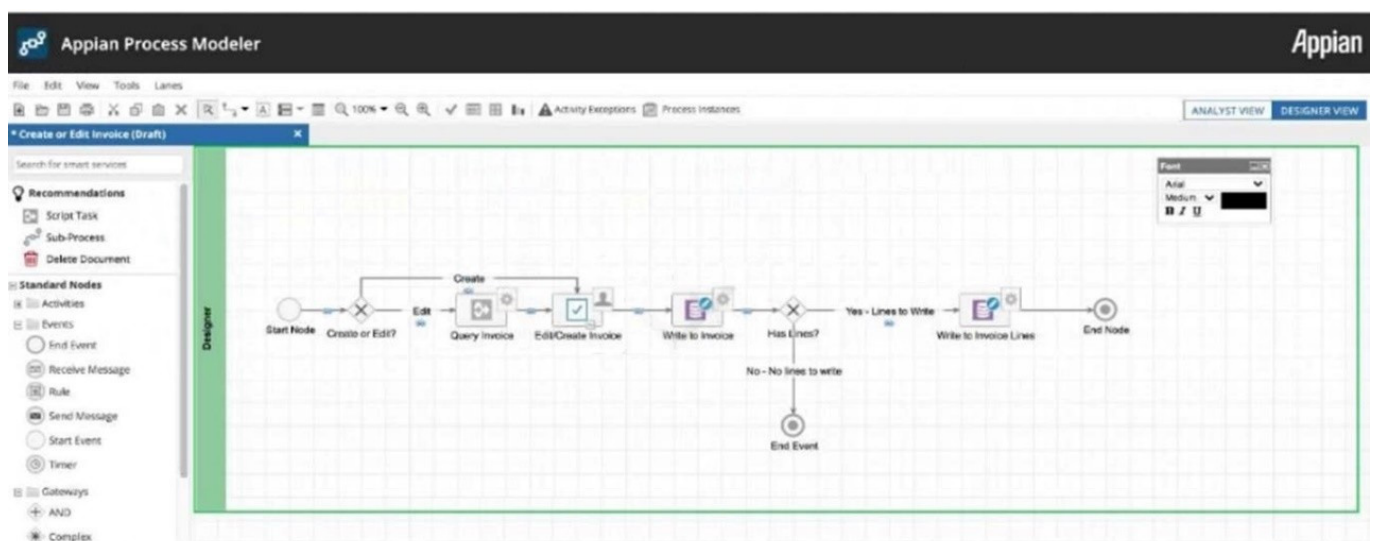 Appian Process Modeler
Appian
File Edit View Tools Lanes
100%
Activity Exceptions
Process Instances
ANALYST VIEW
DESIGNER VIEW
* Create or Edit Invoice (Draft)
×
Search for smart services
Recommendations
Script Task
Sub-Process
Delete Document
Standard Nodes
Activities
Events
End Event
Receive Message
Rule
Send Message
Start Event
Timer
Gateways
AND
Complex
Designer
Start Node
Create or Edit?
Create
Edit
Query Invoice
Edit/Create Invoice
Write to Invoice
Has Lines?
Yes - Lines to Write
Write to Invoice Lines
End Node
No - No lines to write
End Event
Font
Arial
Medium
B I U